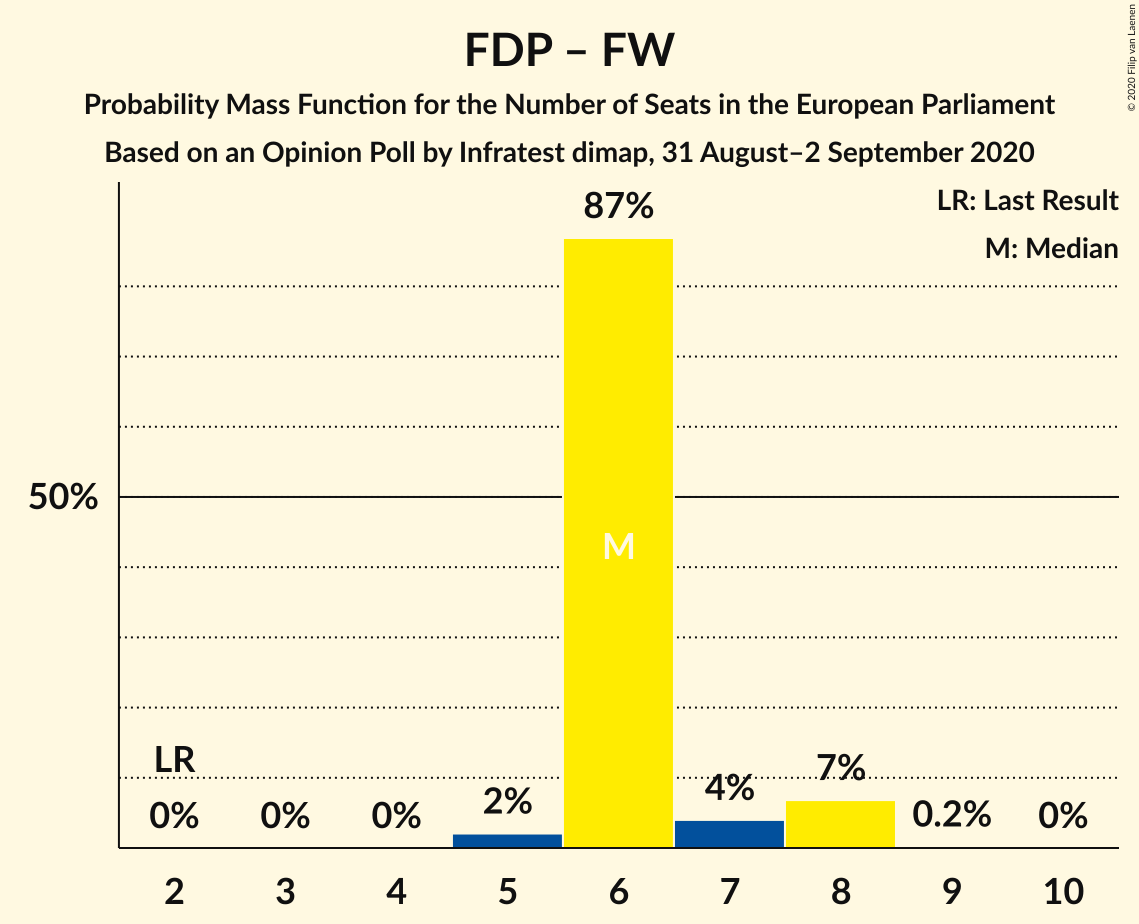 FDP – FW
Probability Mass Function for the Number of Seats in the European Parliament
Based on an Opinion Poll by Infratest dimap, 31 August–2 September 2020
© 2020 Filip van Laenen
LR: Last Result
M: Median
87%
50%
M
LR
0%
0%
0%
2%
4%
7%
0.2%
0%
2
3
4
5
6
7
8
9
10